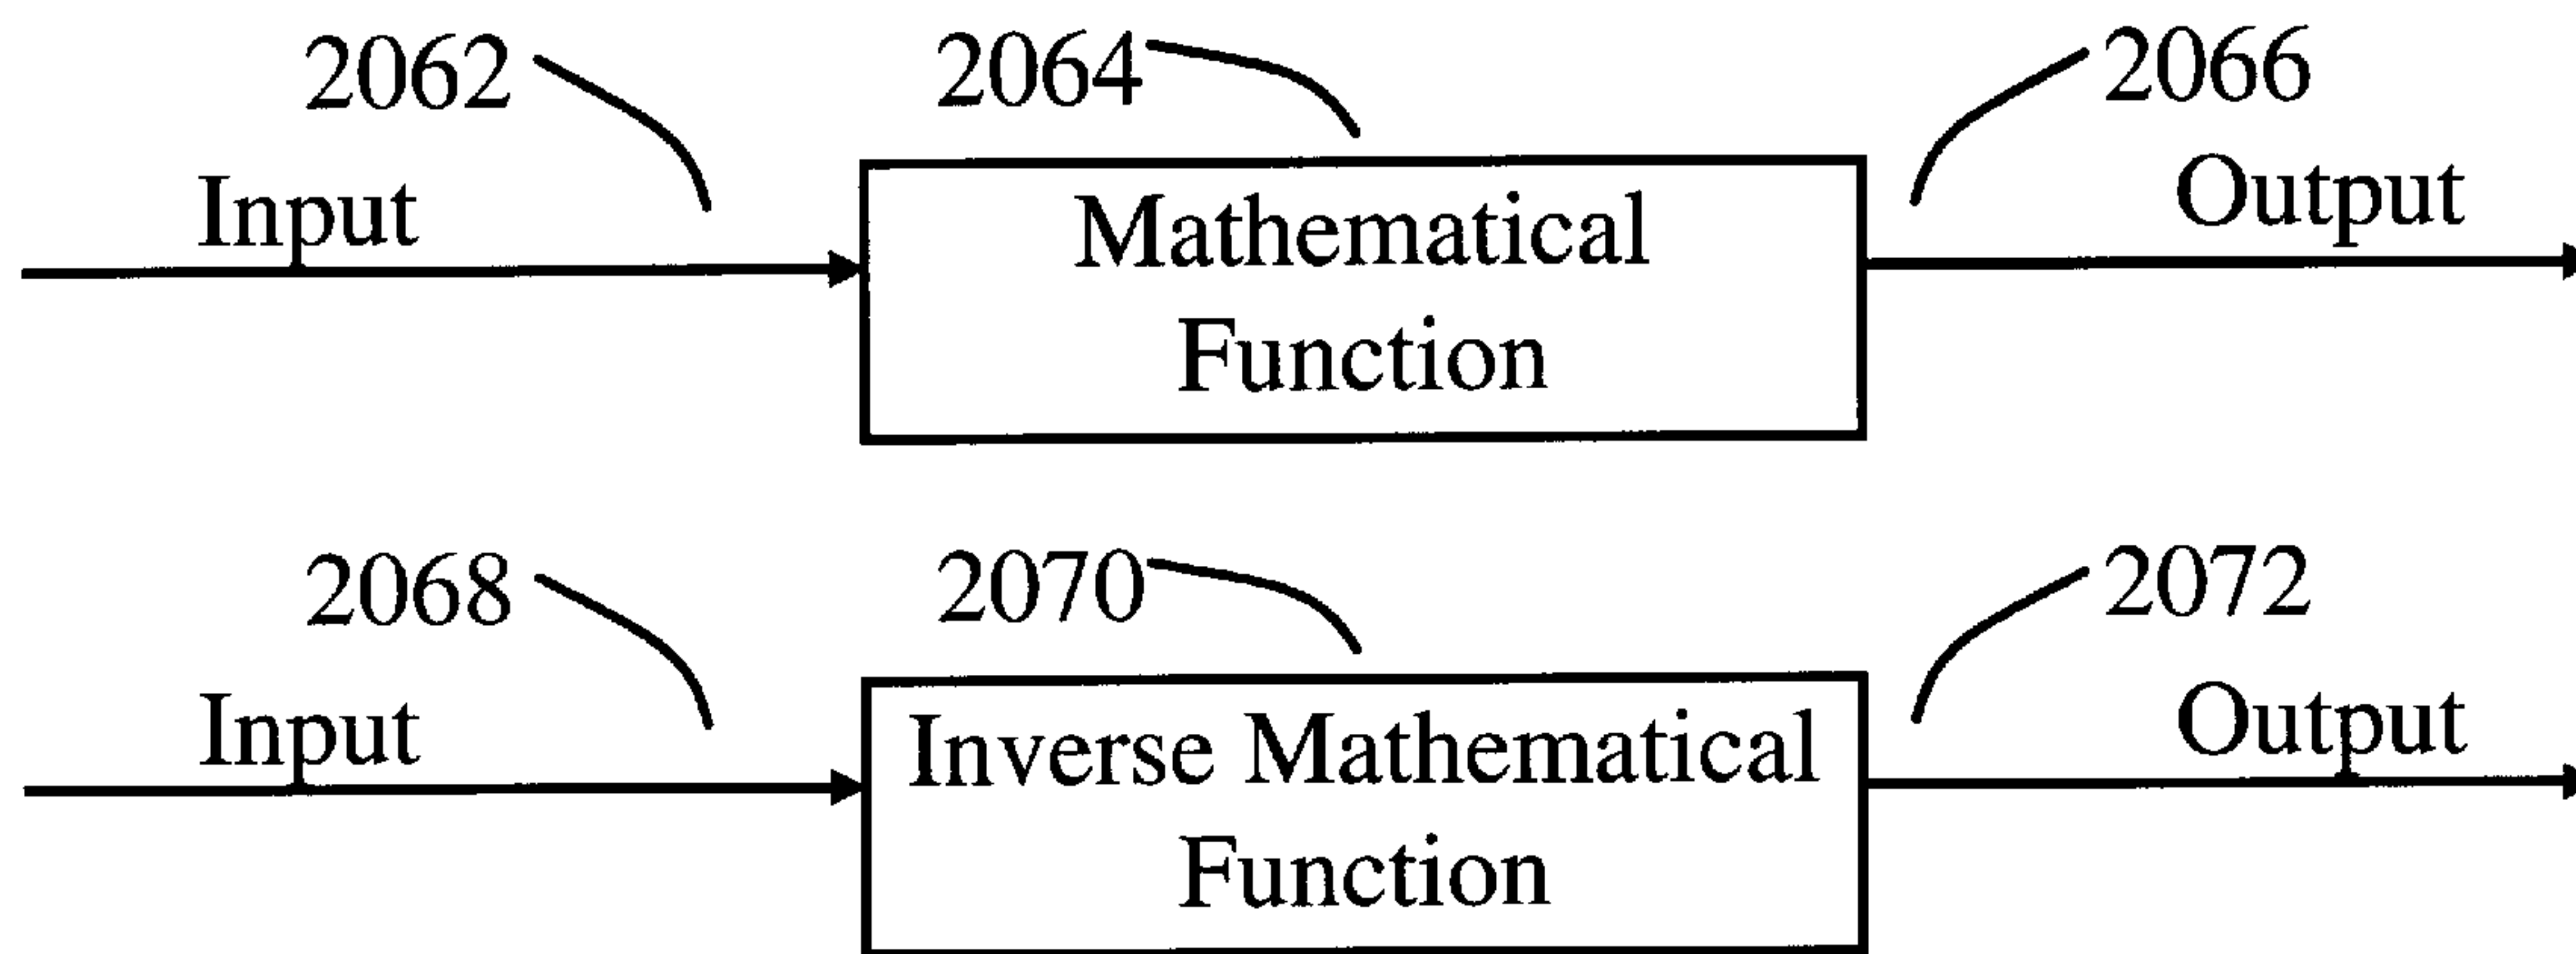 2062
2064
2066
Input
Output
Mathematical
Function
2068
2070
2072
Input
Output
Inverse Mathematical
Function